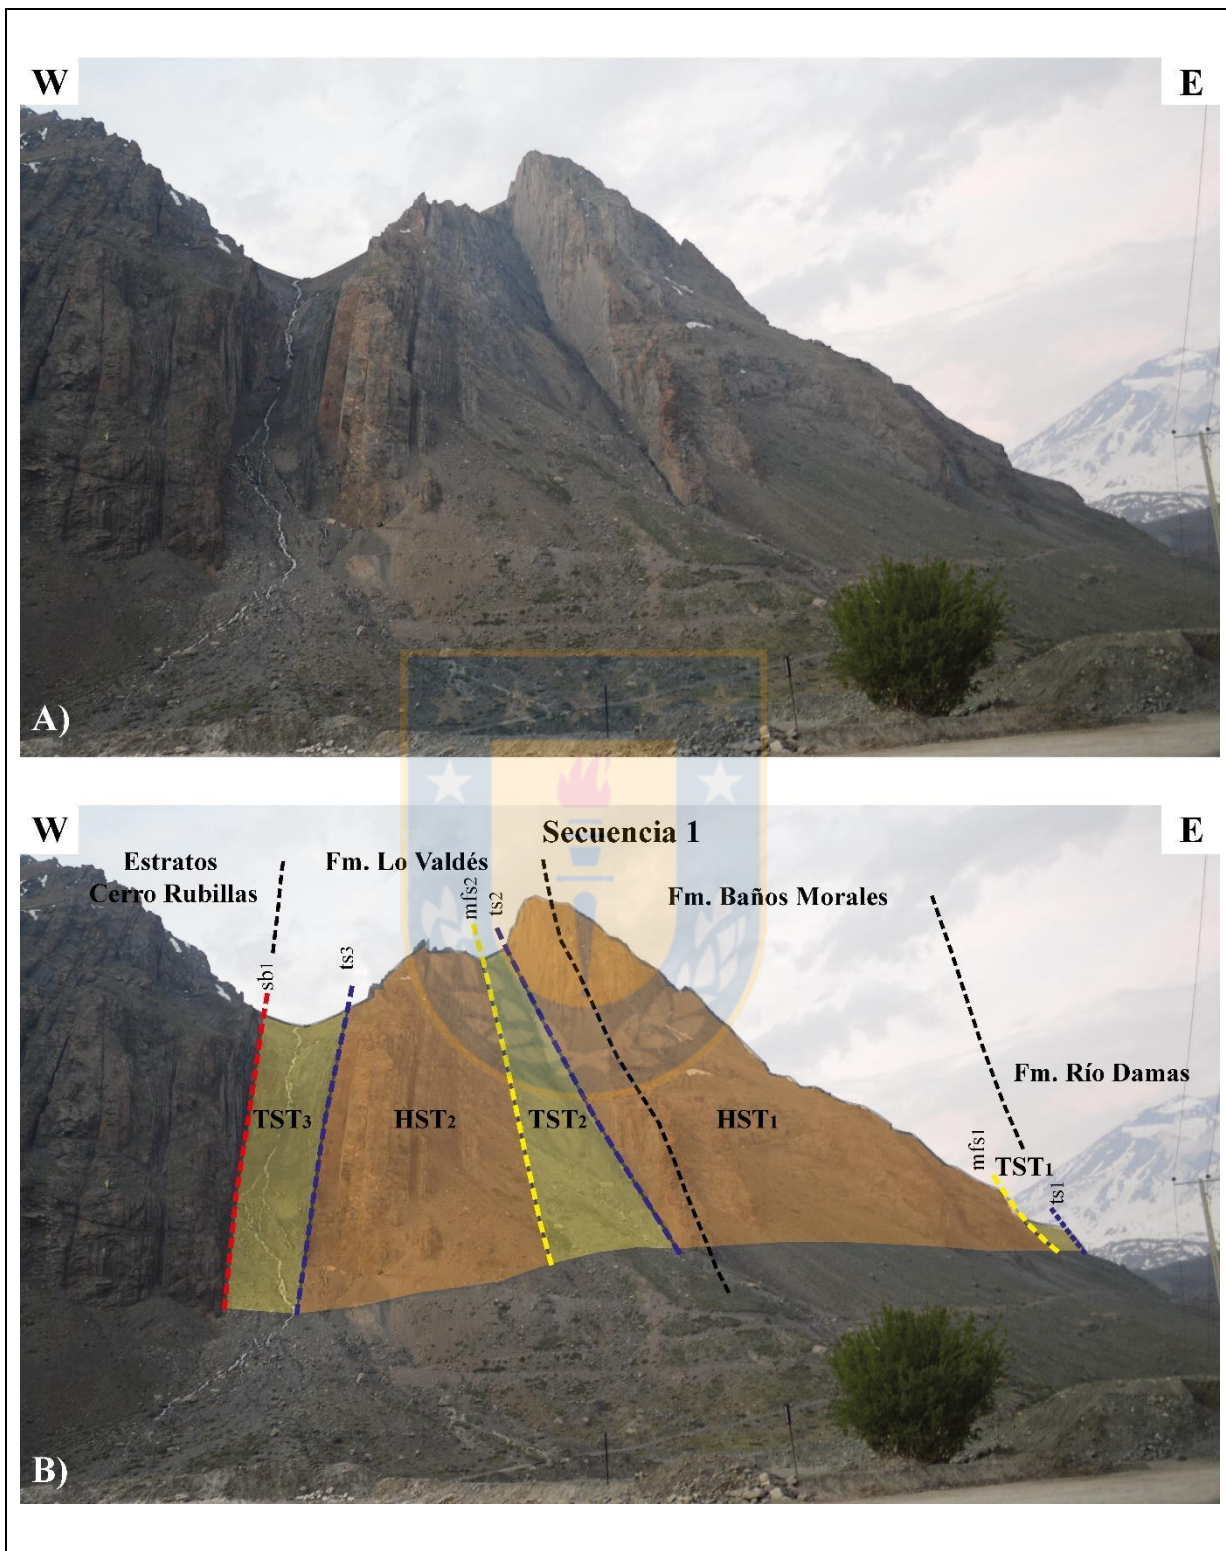 W
E
A)
W
E
Secuencia 1
Estratos
Cerro Rubillas
Fm. Lo Valdés
Fm. Baños Morales
Fm. Río Damas
sb1
ts3
mfs2
ts2
mfs1
ts1
TST3
HST2
TST2
HST1
TST1
B)